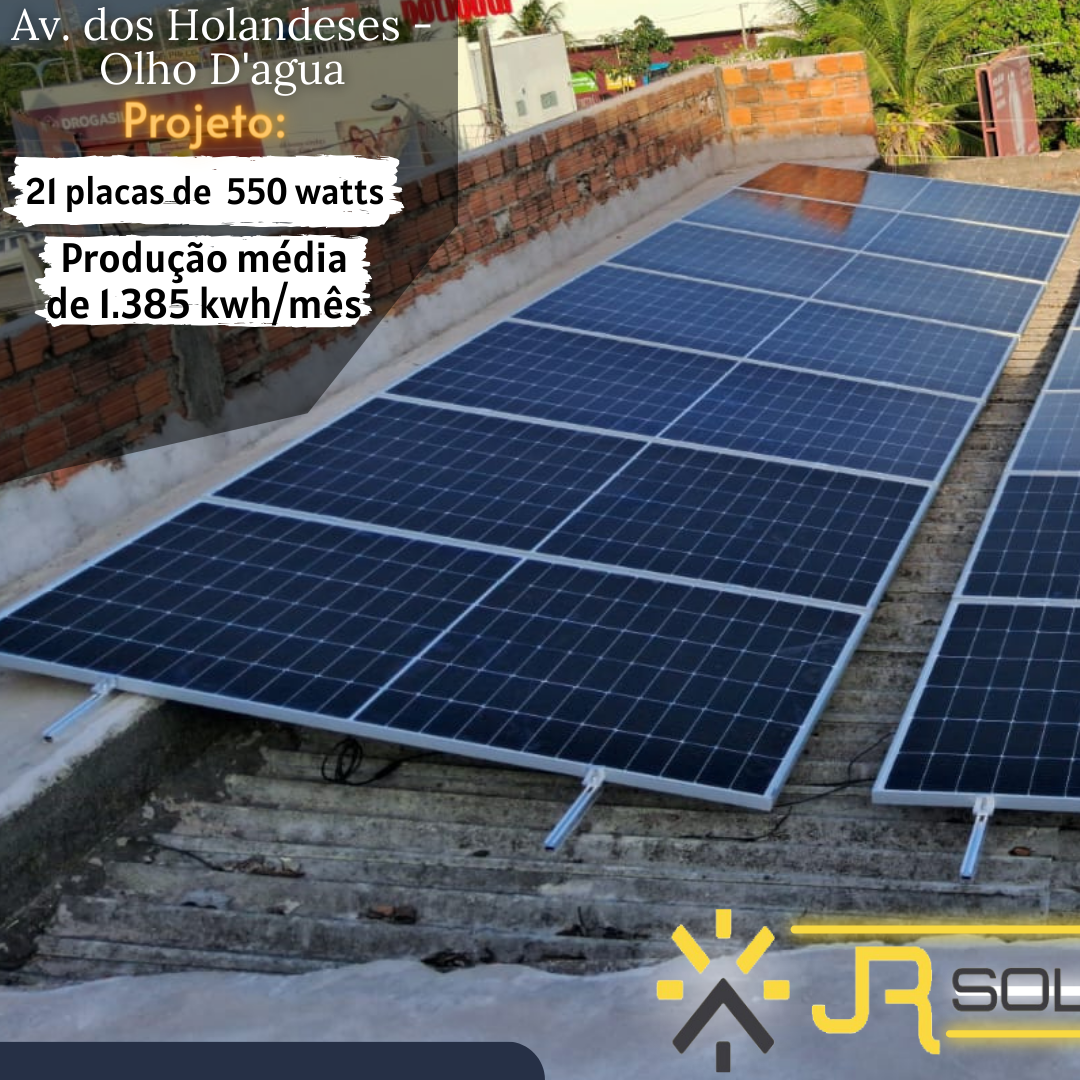 Av. dos Holandeses -
Olho D'agua
Projeto:
21 placas de 550 watts
Produção média
de 1.385 kwh/mês
DROGASIL
JR